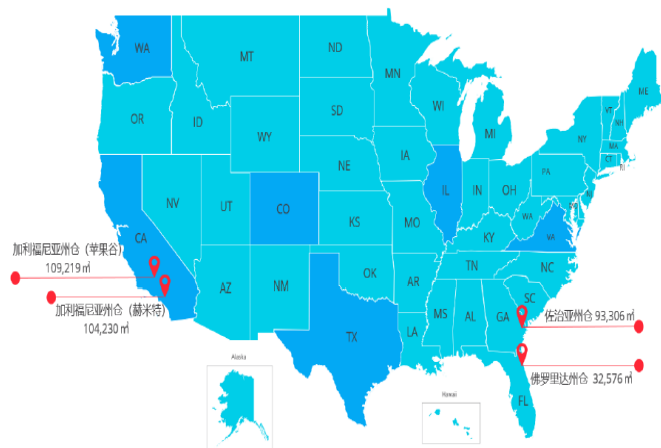 WA
MT
ND
MN
ME
OR
ID
SD
WI
MI
VT
NH
NY
MA
CT
RI
WY
IA
NE
PA
NJ
NV
UT
CO
IL
IN
OH
WA
VA
KS
MO
KY
CA
加利福尼亚州仓（苹果谷）
109,219㎡
加利福尼亚州仓（赫米特）
104,230㎡
AZ
NM
OK
AR
TN
NC
SC
TX
LA
MS
AL
GA
佐治亚州仓 93,306㎡
佛罗里达州仓 32,576㎡
FL
Alaska
Hawaii